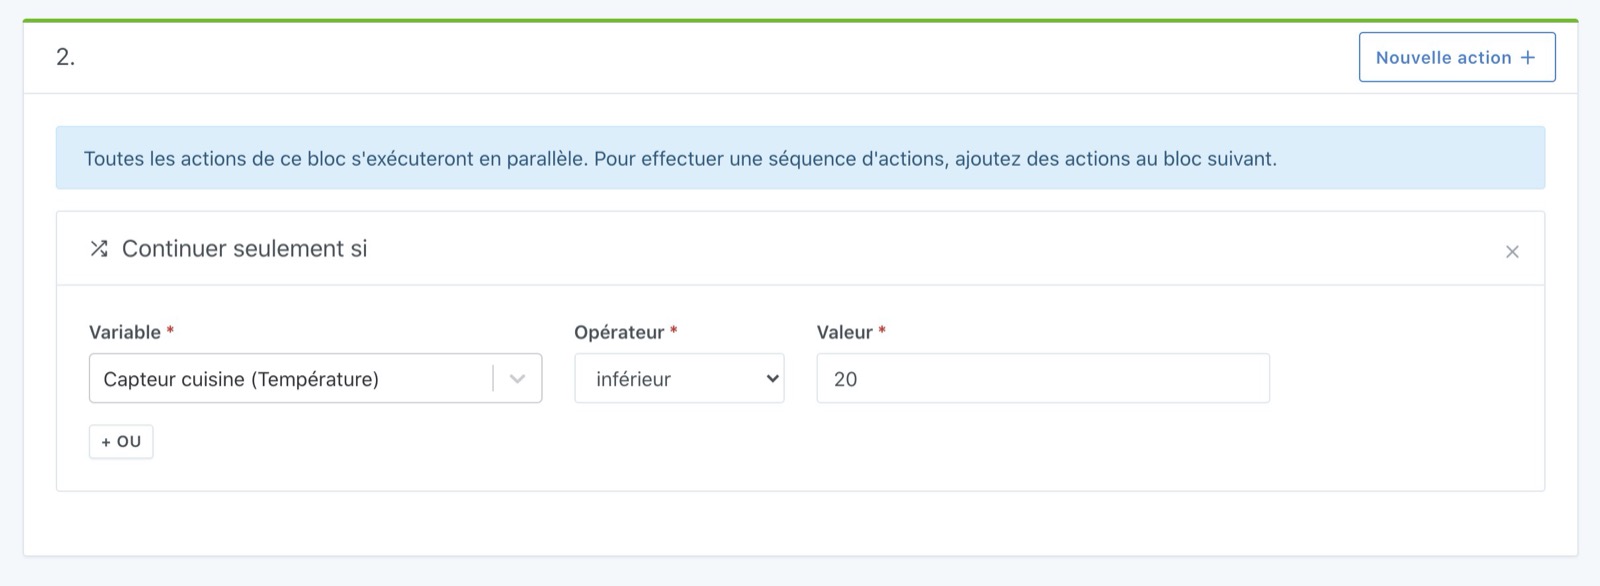 2.
Nouvelle action +
Toutes les actions de ce bloc s'exécuteront en parallèle. Pour effectuer une séquence d'actions, ajoutez des actions au bloc suivant.
Continuer seulement si
Variable * Opérateur * Valeur *
Capteur cuisine (Température) inférieur 20
+ OU